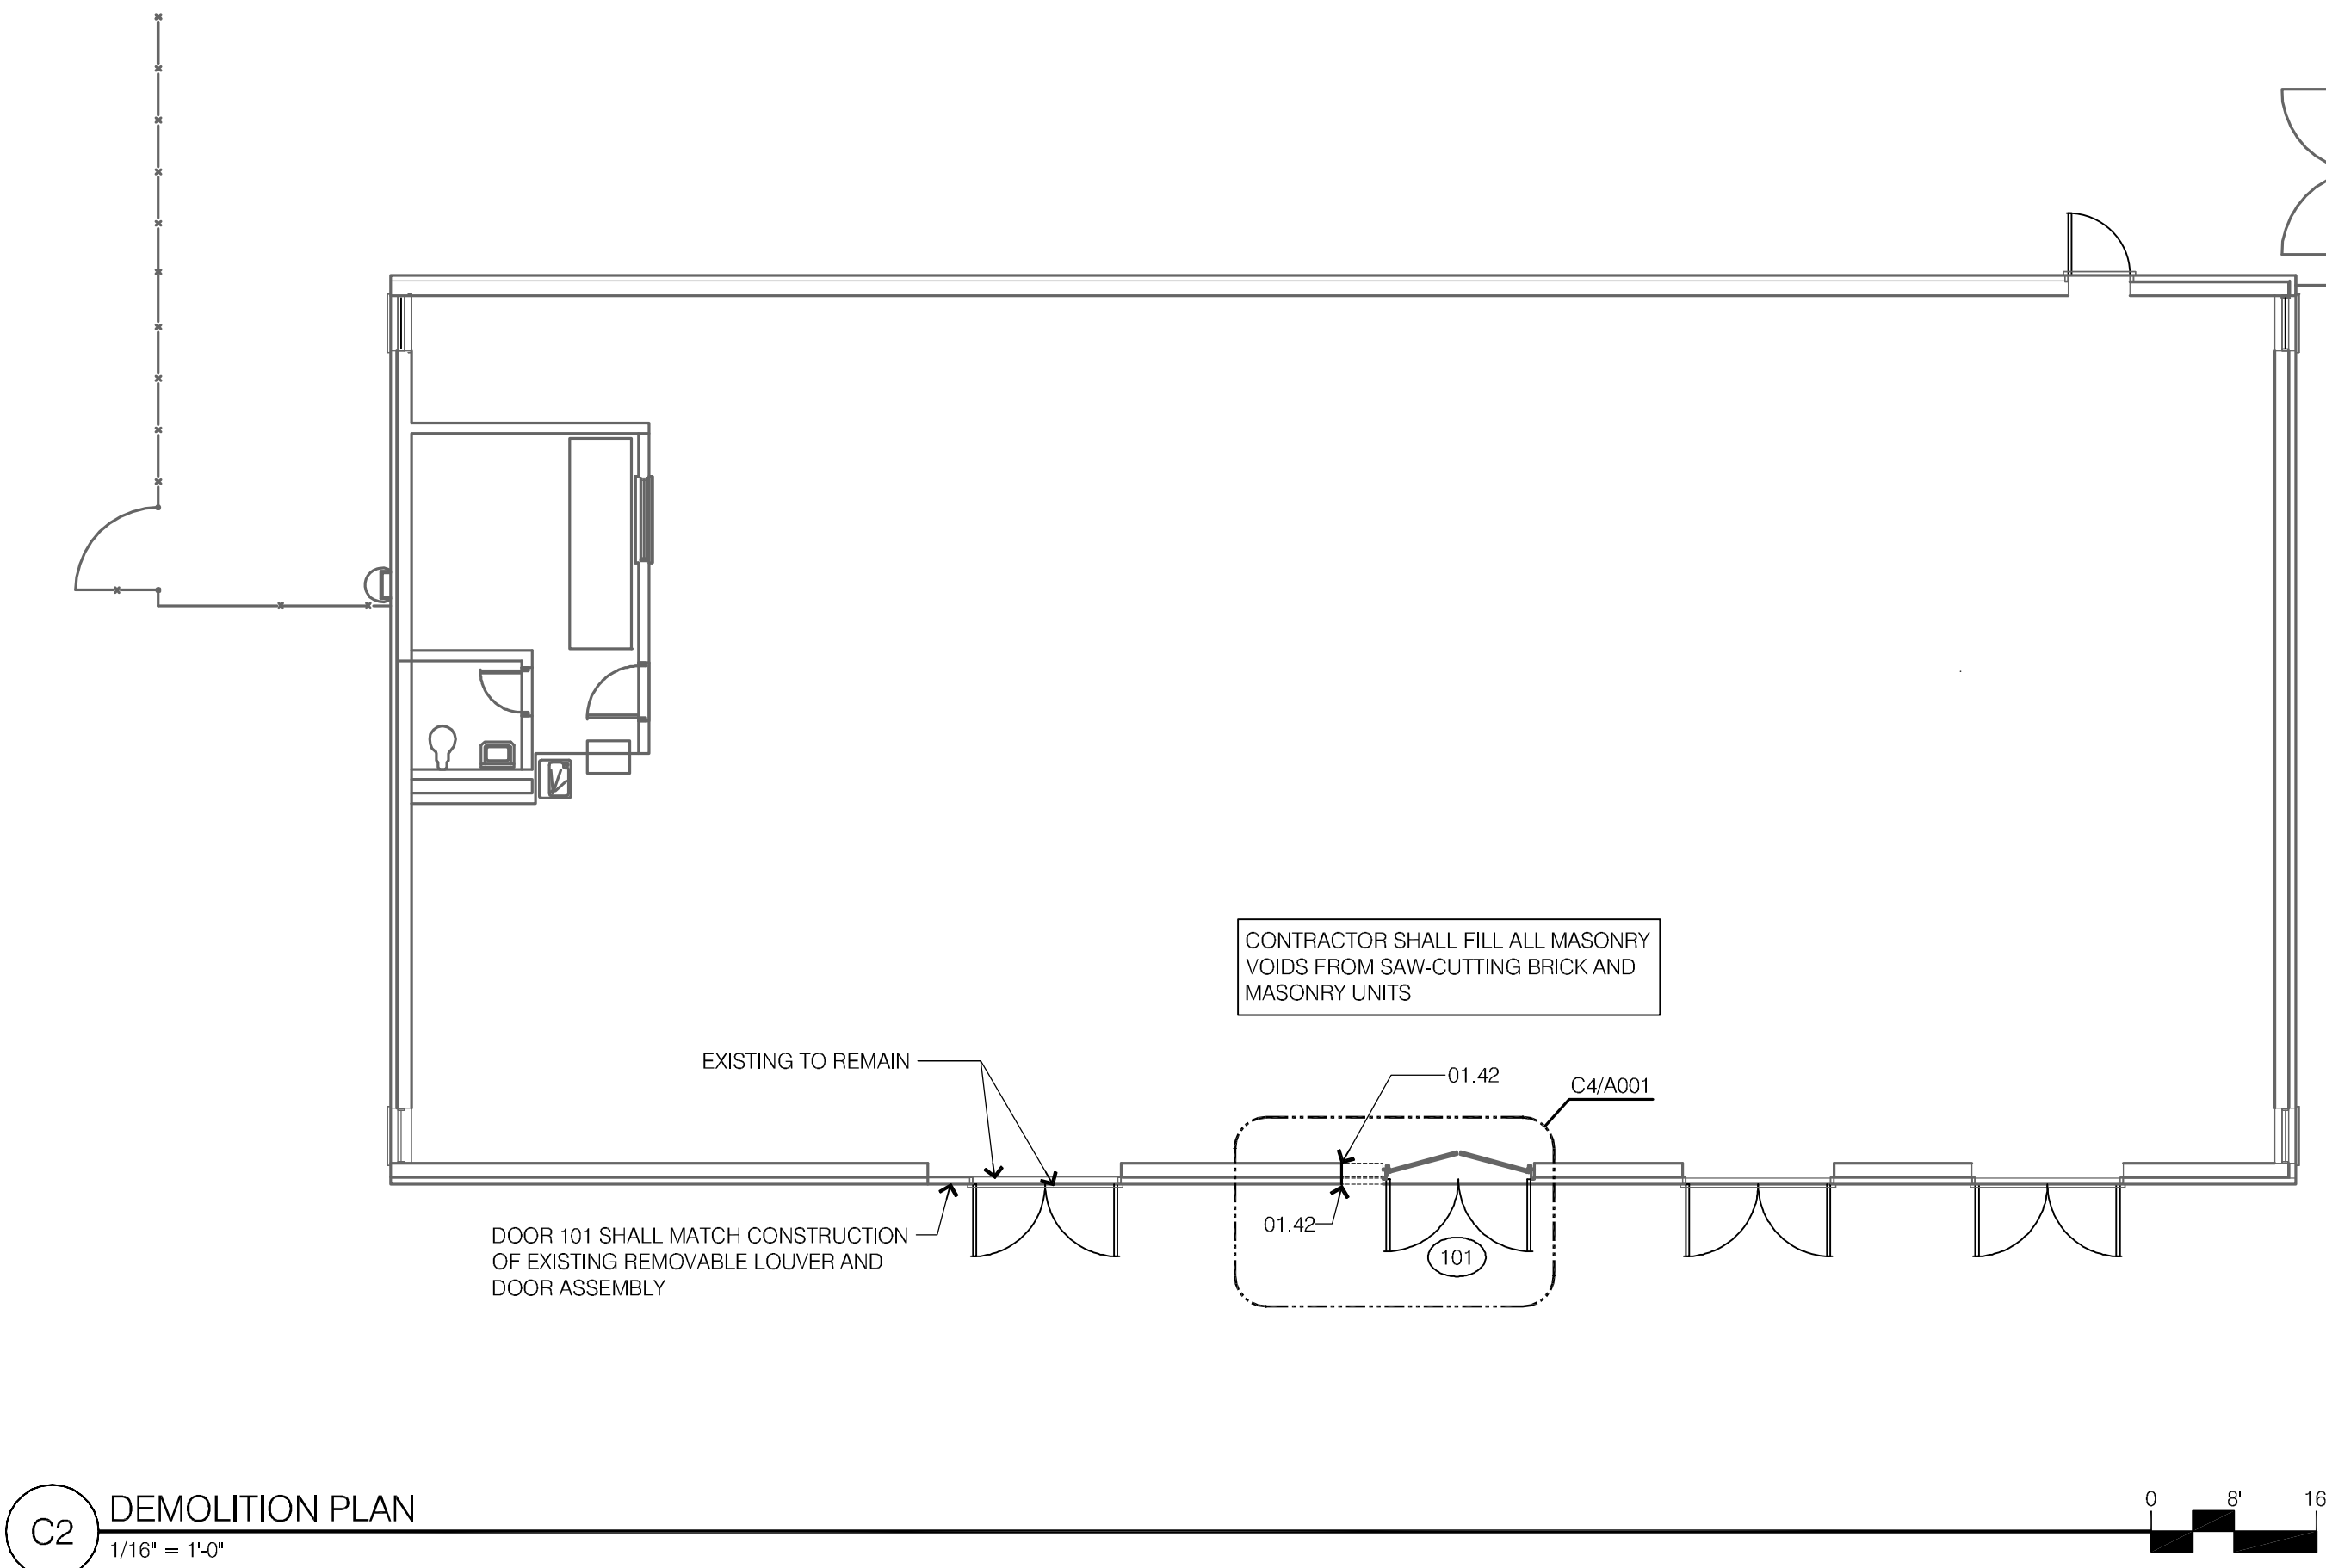 CONTRACTOR SHALL FILL ALL MASONRY
VOIDS FROM SAW-CUTTING BRICK AND
MASONRY UNITS
EXISTING TO REMAIN
01.42
C4/A001
DOOR 101 SHALL MATCH CONSTRUCTION
OF EXISTING REMOVABLE LOUVER AND
DOOR ASSEMBLY
01.42
101
C2
DEMOLITION PLAN
1/16" = 1'-0"
0 8' 16